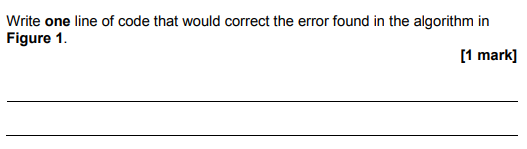 Write one line of code that would correct the error found in the algorithm in
Figure 1.
[1 mark]